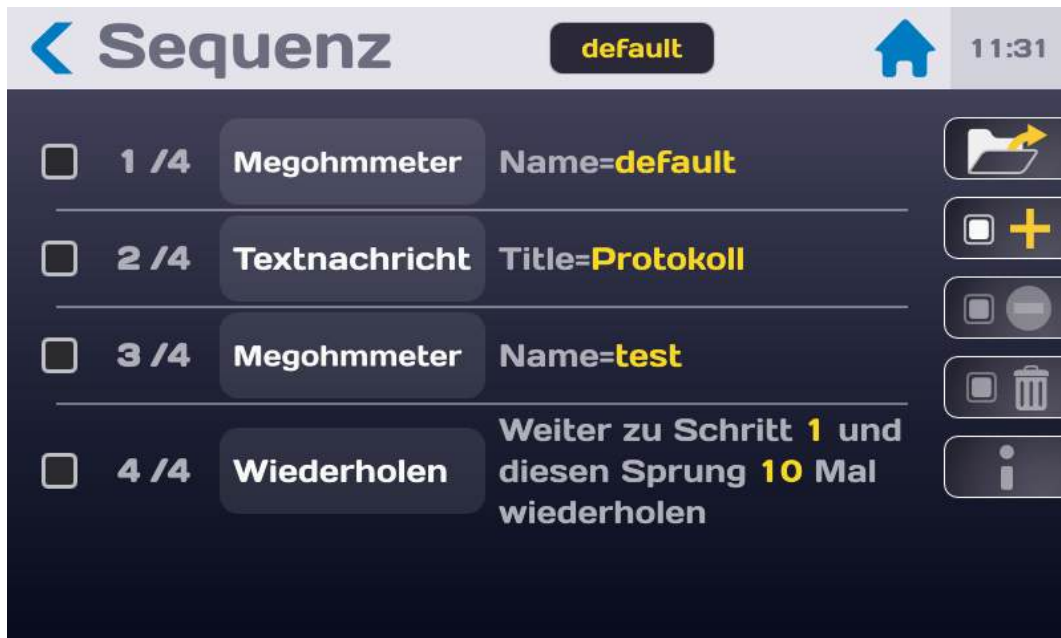 Sequenz default 11:31
1 /4 Megohmmeter Name=default
2 /4 Textnachricht Title=Protokoll
3 /4 Megohmmeter Name=test
4 /4 Wiederholen Weiter zu Schritt 1 und
diesen Sprung 10 Mal
wiederholen